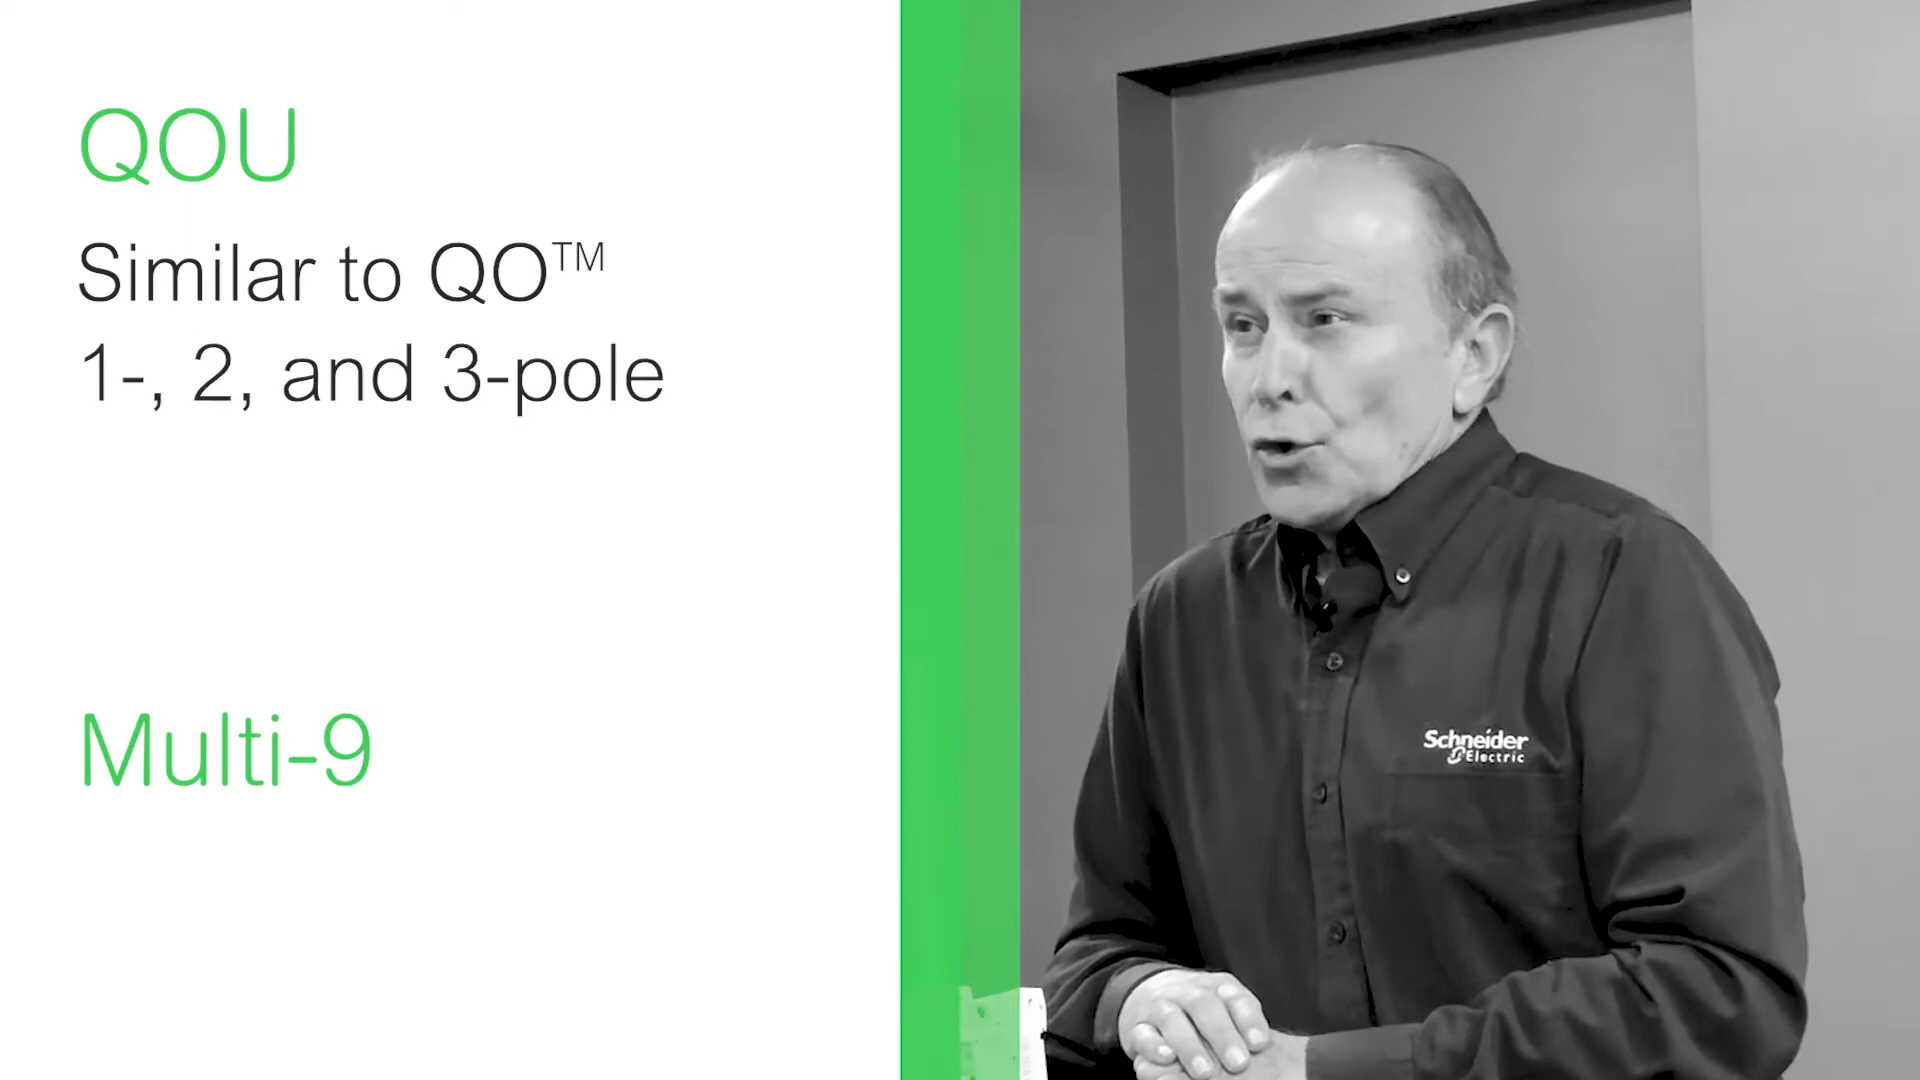 QOU
Similar to QO™
1-, 2, and 3-pole
Multi-9
Schneider
Electric